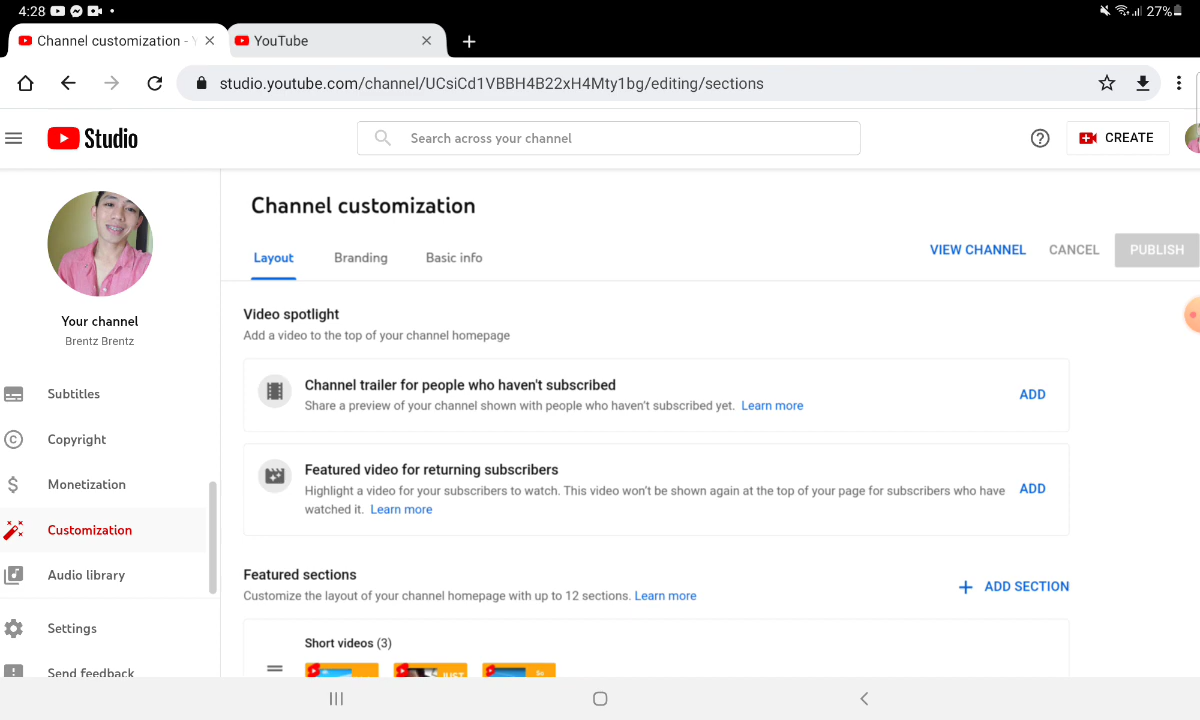 4:28
27%
Channel customization -
YouTube
studio.youtube.com/channel/UCsiCd1VBBH4B22xH4Mty1bg/editing/sections
Studio
Search across your channel
CREATE
Your channel
Brentz Brentz
Subtitles
Copyright
Monetization
Customization
Audio library
Settings
Send feedback
Channel customization
Layout
Branding
Basic info
VIEW CHANNEL
CANCEL
PUBLISH
Video spotlight
Add a video to the top of your channel homepage
Channel trailer for people who haven't subscribed
Share a preview of your channel shown with people who haven't subscribed yet. Learn more
ADD
Featured video for returning subscribers
Highlight a video for your subscribers to watch. This video won't be shown again at the top of your page for subscribers who have
watched it. Learn more
ADD
Featured sections
Customize the layout of your channel homepage with up to 12 sections. Learn more
ADD SECTION
Short videos (3)
JUST
So